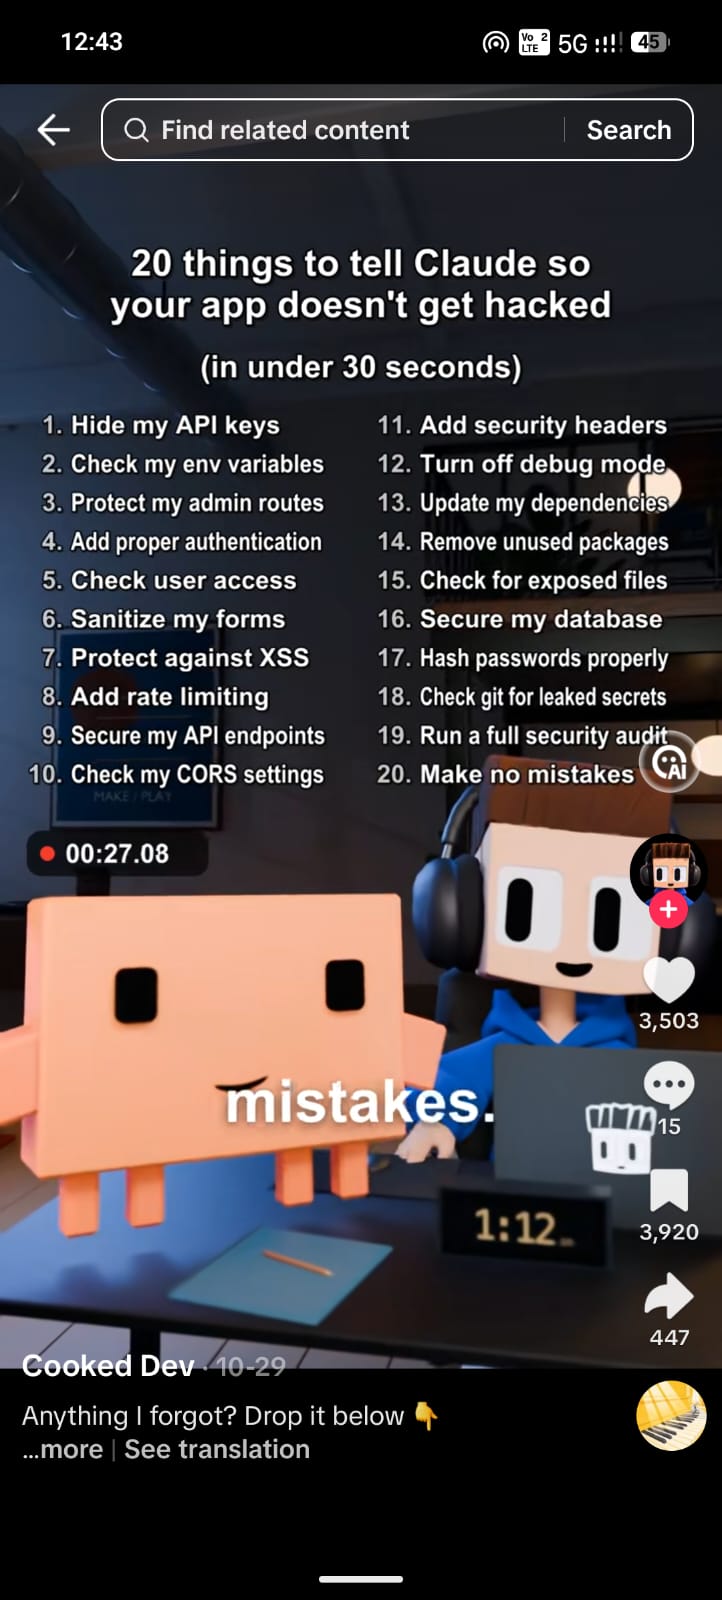 12:43
Vo 2
LTE
5G
45
Find related content
Search
20 things to tell Claude so
your app doesn't get hacked
(in under 30 seconds)
1. Hide my API keys
2. Check my env variables
3. Protect my admin routes
4. Add proper authentication
5. Check user access
6. Sanitize my forms
7. Protect against XSS
8. Add rate limiting
9. Secure my API endpoints
10. Check my CORS settings
11. Add security headers
12. Turn off debug mode
13. Update my dependencies
14. Remove unused packages
15. Check for exposed files
16. Secure my database
17. Hash passwords properly
18. Check git for leaked secrets
19. Run a full security audit
20. Make no mistakes
AI
MAKE / PLAY
00:27.08
mistakes.
3,503
15
3,920
1:12
447
Cooked Dev · 10-29
Anything I forgot? Drop it below 👇
...more | See translation